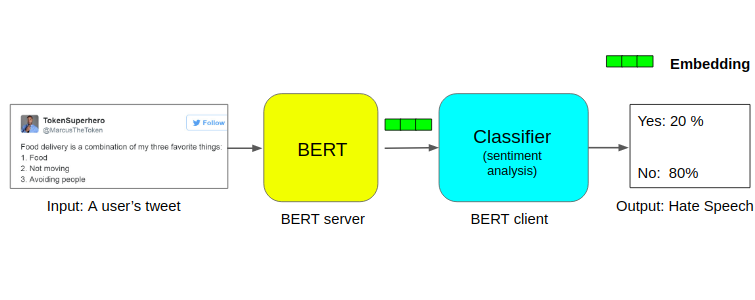 Embedding
TokenSuperhero
@MarcusTheToken
Follow
Food delivery is a combination of my three favorite things:
1. Food
2. Not moving
3. Avoiding people
Input: A user's tweet
BERT
BERT server
Classifier
(sentiment
analysis)
BERT client
Yes: 20 %
No: 80%
Output: Hate Speech